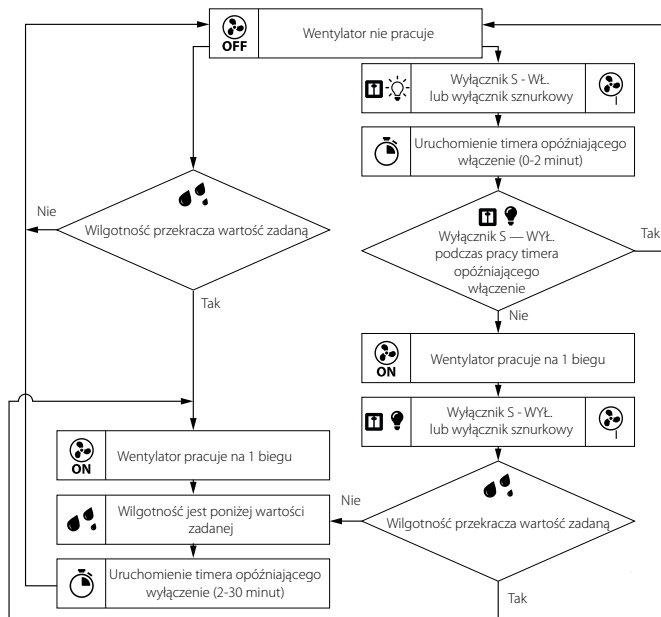 OFF
Wentylator nie pracuje
Wyłącznik S - WŁ.
lub wyłącznik sznurkowy
Uruchomienie timera opóźniającego
włączenie (0-2 minut)
Nie
Wilgotność przekracza wartość zadaną
Tak
Wyłącznik S — WYŁ.
podczas pracy timera
opóźniającego
włączenie
Tak
Nie
ON
Wentylator pracuje na 1 biegu
Wyłącznik S - WYŁ.
lub wyłącznik sznurkowy
ON
Wentylator pracuje na 1 biegu
Wilgotność jest poniżej wartości
zadanej
Nie
Wilgotność przekracza wartość zadaną
Uruchomienie timera opóźniającego
wyłączenie (2-30 minut)
Tak